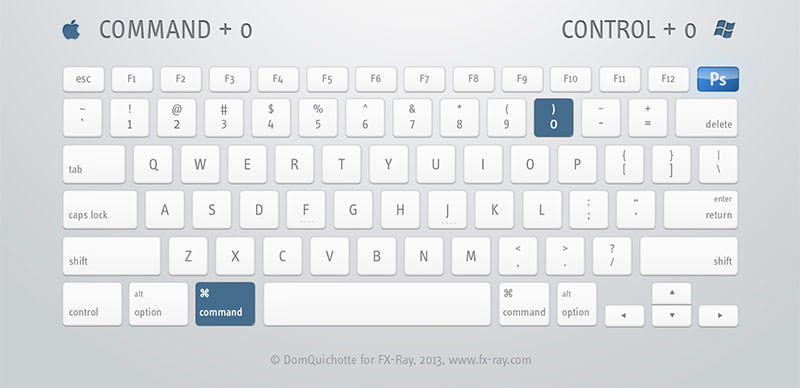 COMMAND + 0 CONTROL + 0
esc F1 F2 F3 F4 F5 F6 F7 F8 F9 F10 F11 F12 Ps
~ ! @ # $ % ^ & * ( ) – +
` 1 2 3 4 5 6 7 8 9 0 - = delete
tab Q W E R T Y U I O P { [ } ] | \
caps lock A S D F G H J K L : ; " ' enter return
shift Z X C V B N M < , > . ? / shift
alt ⌘ ⌘ alt ▲
control option command command option ◄ ▼ ►
© DomQuichotte for FX-Ray, 2013, www.fx-ray.com